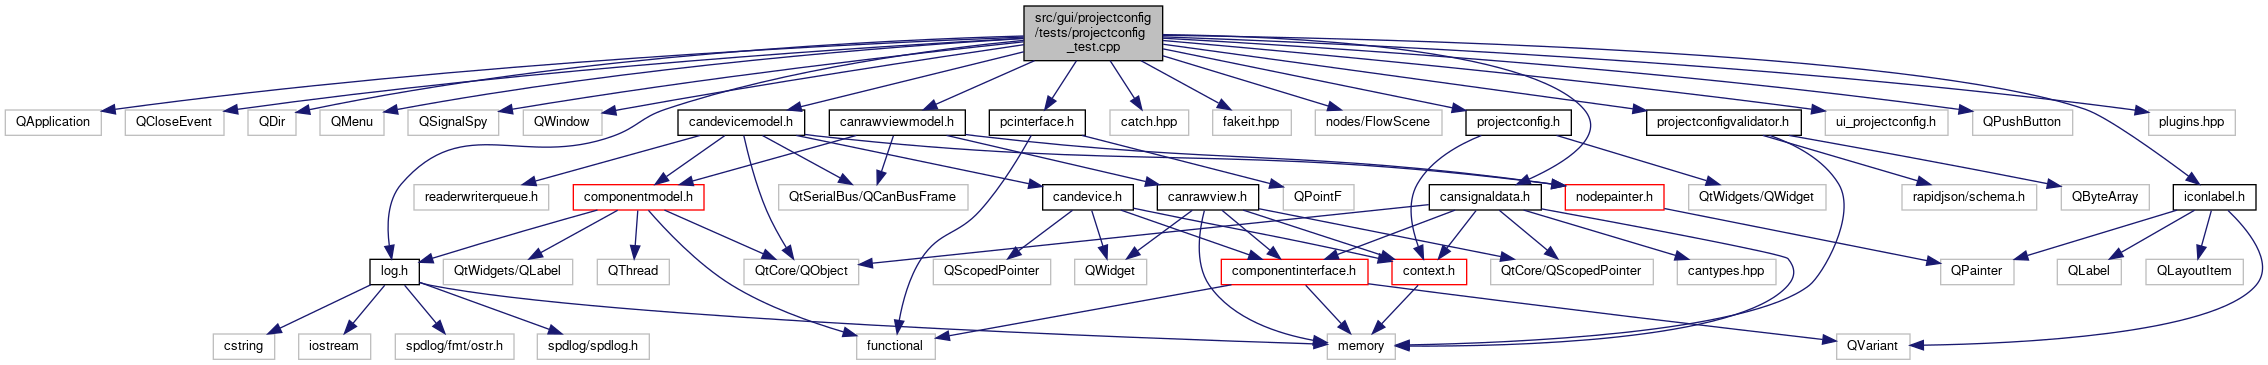 src/gui/projectconfig
/tests/projectconfig
_test.cpp
QApplication
QCloseEvent
QDir
QMenu
QSignalSpy
QWindow
candevicemodel.h
canrawviewmodel.h
pcinterface.h
catch.hpp
fakeit.hpp
nodes/FlowScene
projectconfig.h
projectconfigvalidator.h
ui_projectconfig.h
QPushButton
plugins.hpp
readerwriterqueue.h
componentmodel.h
QtSerialBus/QCanBusFrame
candevice.h
canrawview.h
QPointF
cansignaldata.h
nodepainter.h
QtWidgets/QWidget
rapidjson/schema.h
QByteArray
iconlabel.h
log.h
QtWidgets/QLabel
QThread
QtCore/QObject
QScopedPointer
QWidget
componentinterface.h
context.h
QtCore/QScopedPointer
cantypes.hpp
QPainter
QLabel
QLayoutItem
cstring
iostream
spdlog/fmt/ostr.h
spdlog/spdlog.h
functional
memory
QVariant